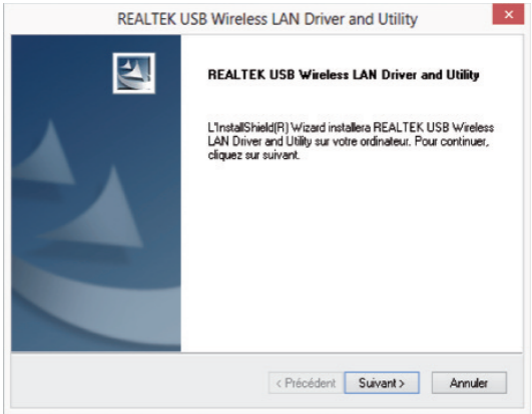 REALTEK USB Wireless LAN Driver and Utility
REALTEK USB Wireless LAN Driver and Utility
L'InstallShield(R) Wizard installera REALTEK USB Wireless
LAN Driver and Utility sur votre ordinateur. Pour continuer,
cliquez sur suivant.
< Précédent Suivant > Annuler